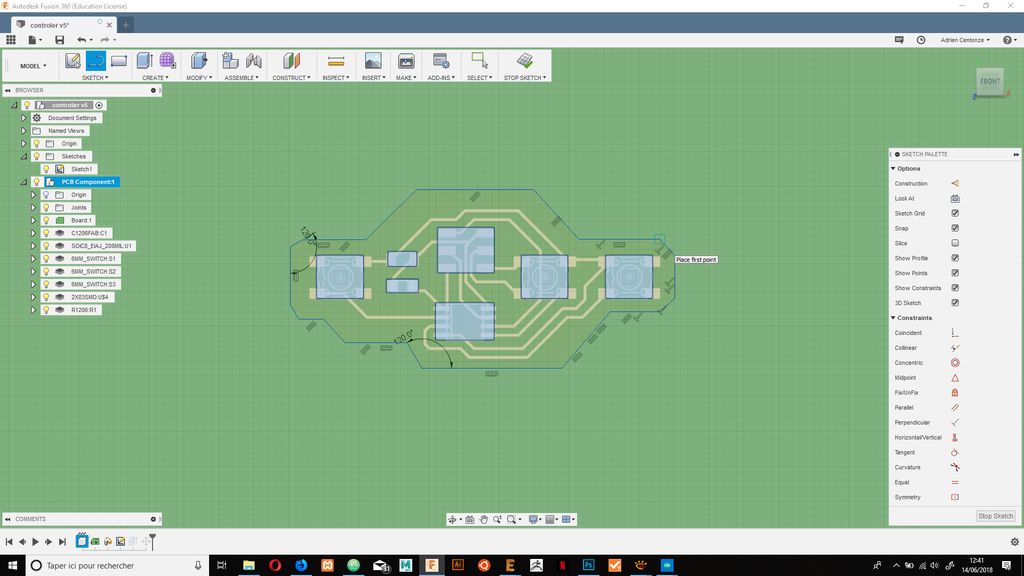 Autodesk Fusion 360 (Education License)
controler v5*
Adrien Centonze
MODEL
SKETCH
CREATE
MODIFY
ASSEMBLE
CONSTRUCT
INSPECT
INSERT
MAKE
ADD-INS
SELECT
STOP SKETCH
BROWSER
FRONT
controler v5
Document Settings
Named Views
Origin
Sketches
Sketch1
PCB Component:1
Origin
Joints
Board:1
C1206FAB:C1
SOIC8_EIAJ_208MIL:U1
6MM_SWITCH:S1
6MM_SWITCH:S2
6MM_SWITCH:S3
2X03SMD:U$4
R1206:R1
120.0°
120.0°
Place first point
SKETCH PALETTE
Options
Construction
Look At
Sketch Grid
Snap
Slice
Show Profile
Show Points
Show Constraints
3D Sketch
Constraints
Coincident
Collinear
Concentric
Midpoint
Fix/UnFix
Parallel
Perpendicular
Horizontal/Vertical
Tangent
Curvature
Equal
Symmetry
Stop Sketch
COMMENTS
Taper ici pour rechercher
12:41
14/06/2018